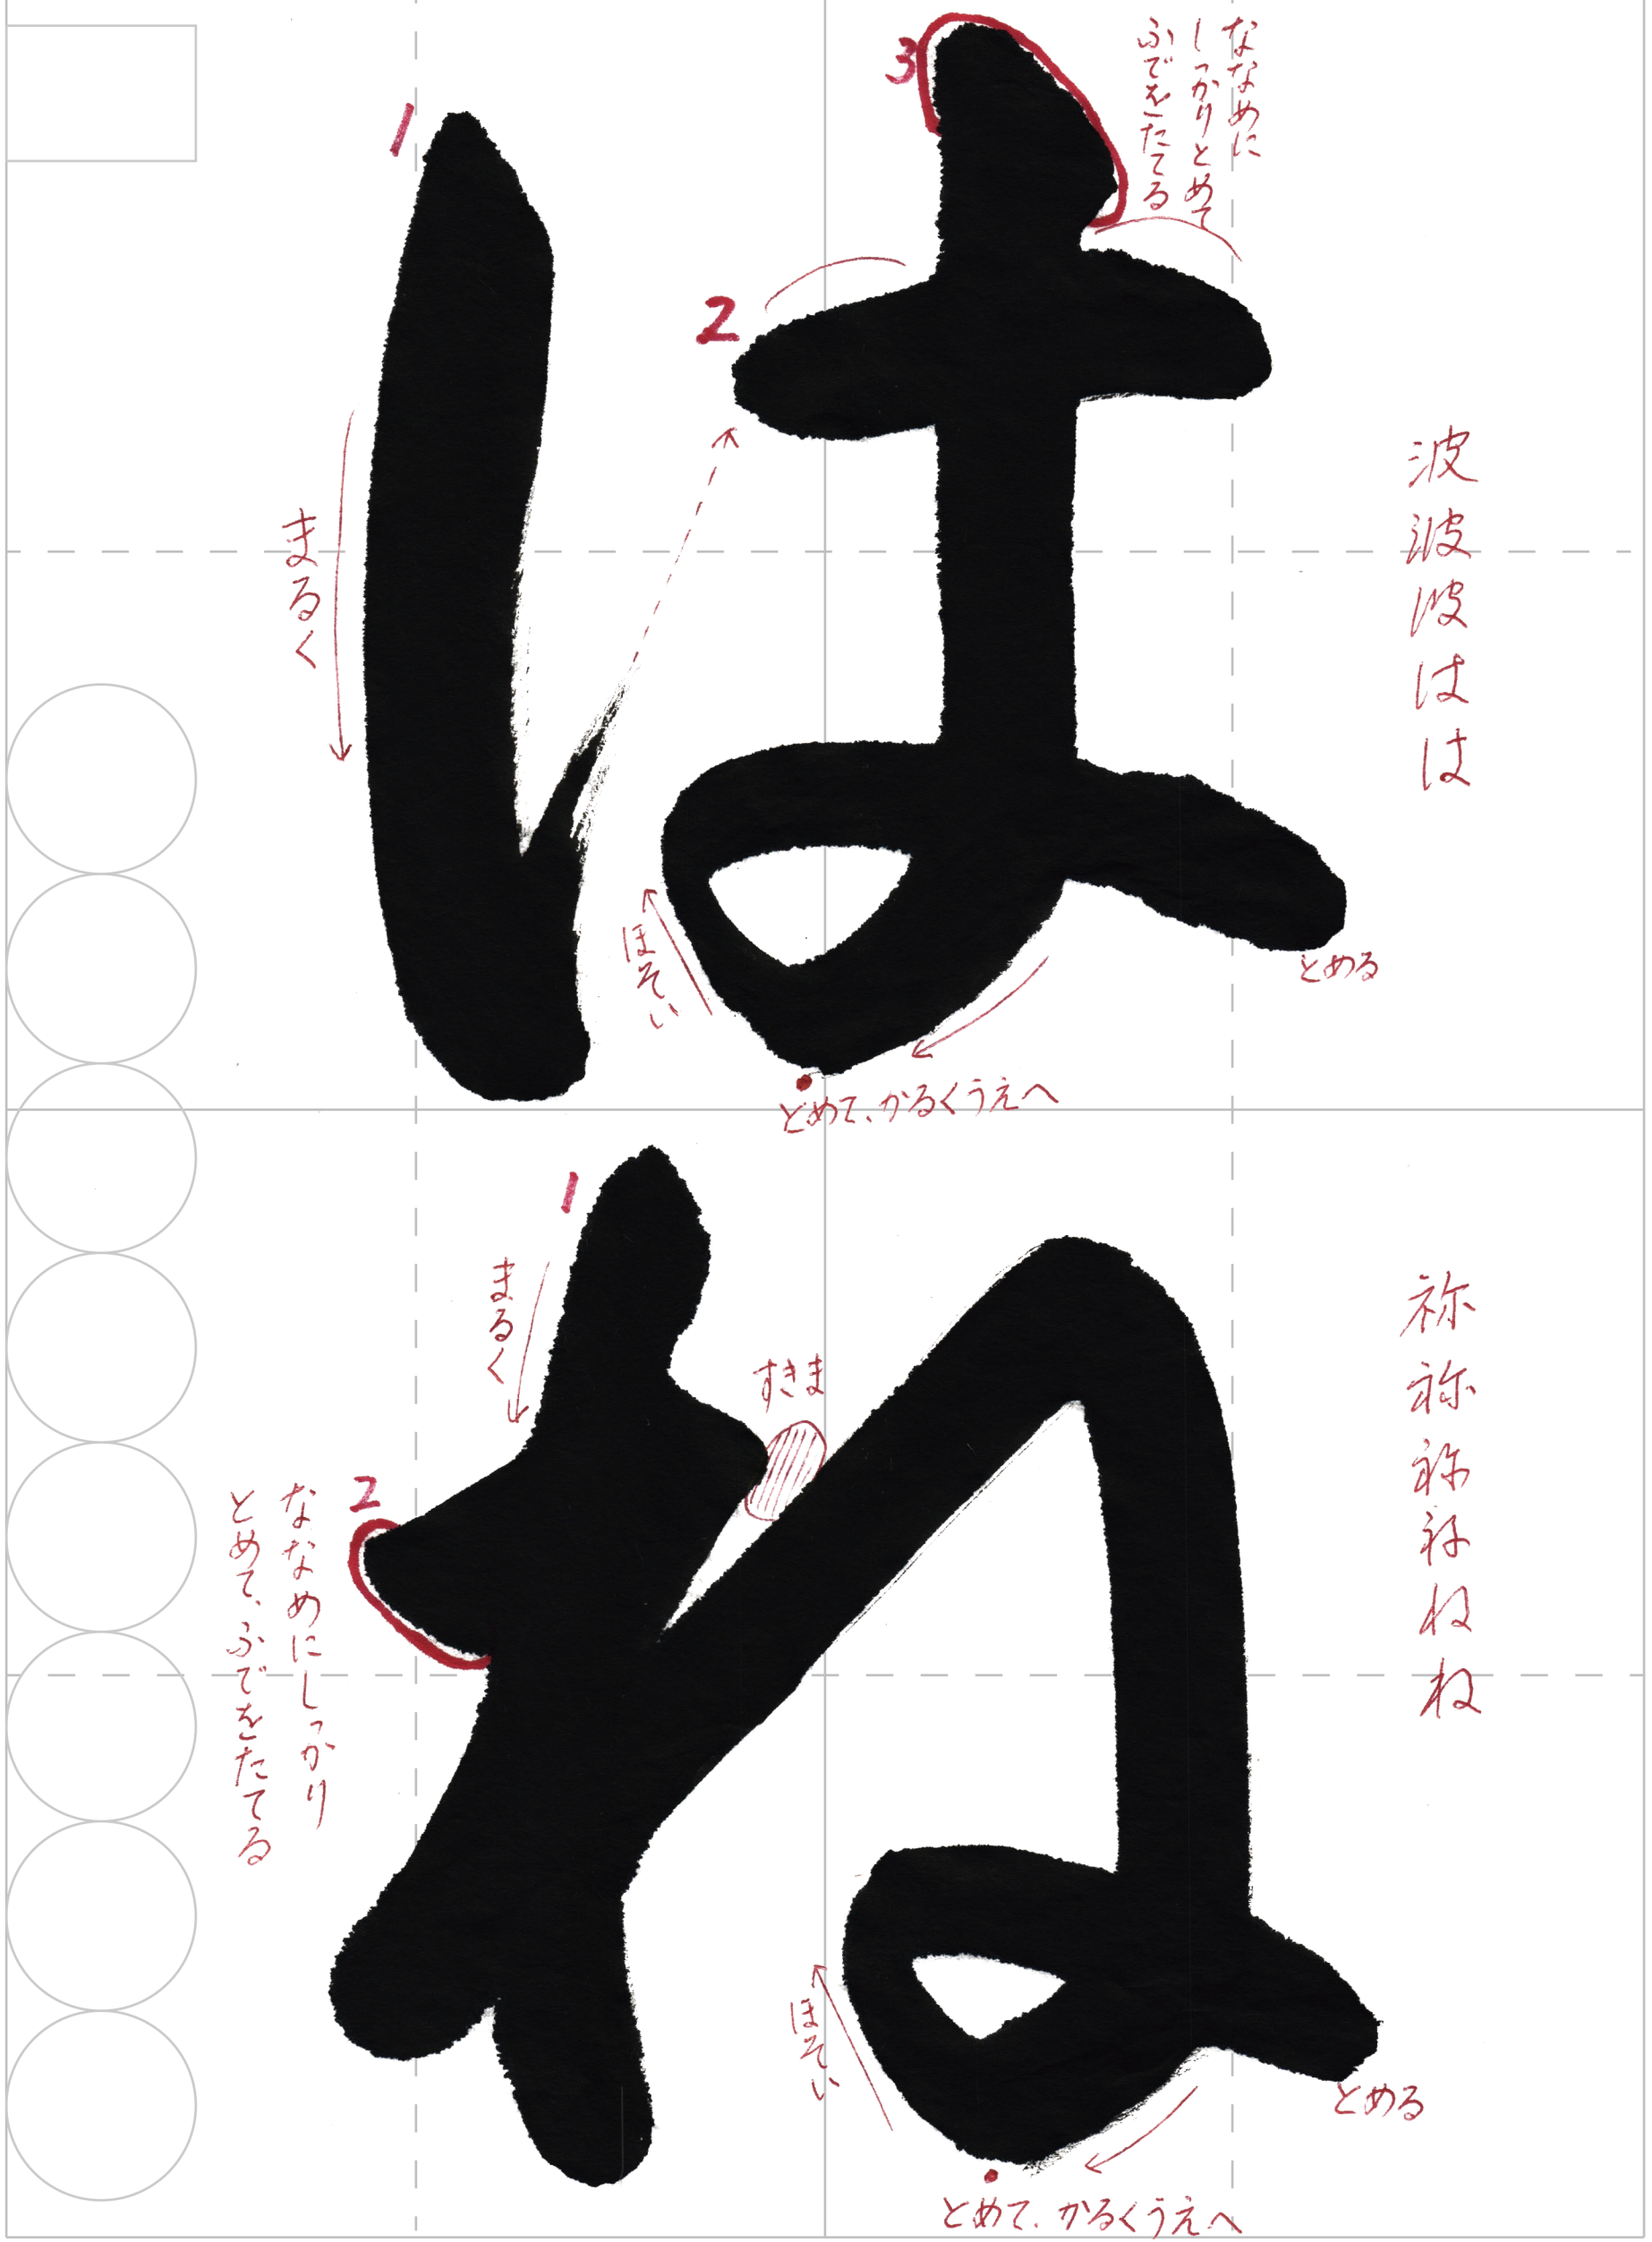 はね
3
ななめに
しっかりとめて
ふでをたてる
1
2
まるく
ほそい
とめる
とめて、かるくうえへ
波波波はは
1
まるく
すきま
2
ななめにしっかり
とめて、ふでをたてる
ほそい
とめる
とめて、かるくうえへ
祢祢祢祢ねね